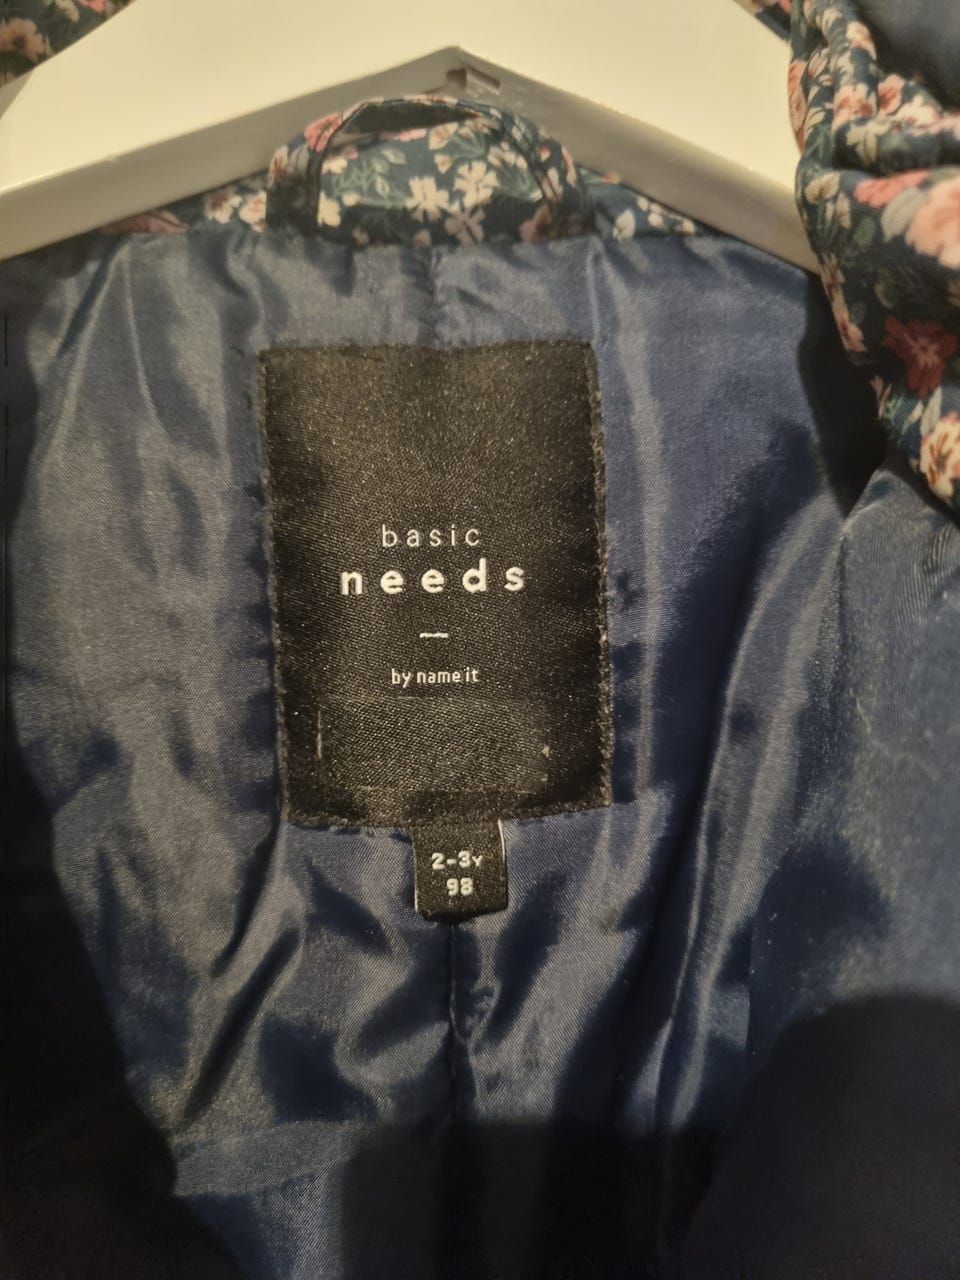 basic
needs
by name it
2-3Y
98